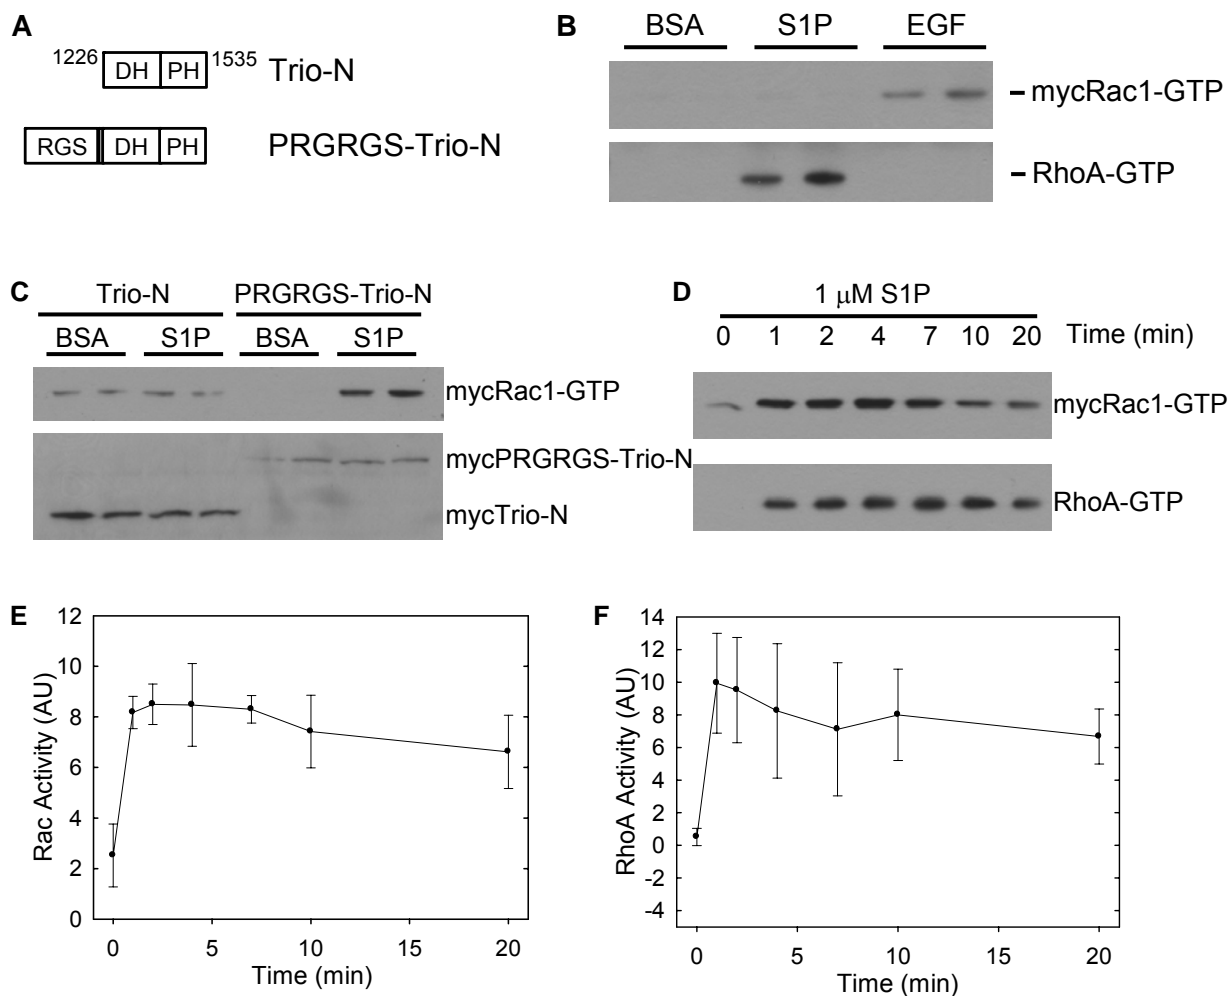 A
1226 DH PH 1535 Trio-N
RGS DH PH PRGRGS-Trio-N
B
BSA S1P EGF
mycRac1-GTP
RhoA-GTP
C
Trio-N PRGRGS-Trio-N
BSA S1P BSA S1P
mycRac1-GTP
mycPRGRGS-Trio-N
mycTrio-N
D
1 μM S1P
0 1 2 4 7 10 20 Time (min)
mycRac1-GTP
RhoA-GTP
E
Rac Activity (AU)
12
10
8
6
4
2
0
0 5 10 15 20
Time (min)
F
RhoA Activity (AU)
14
12
10
8
6
4
2
0
-2
-4
0 5 10 15 20
Time (min)